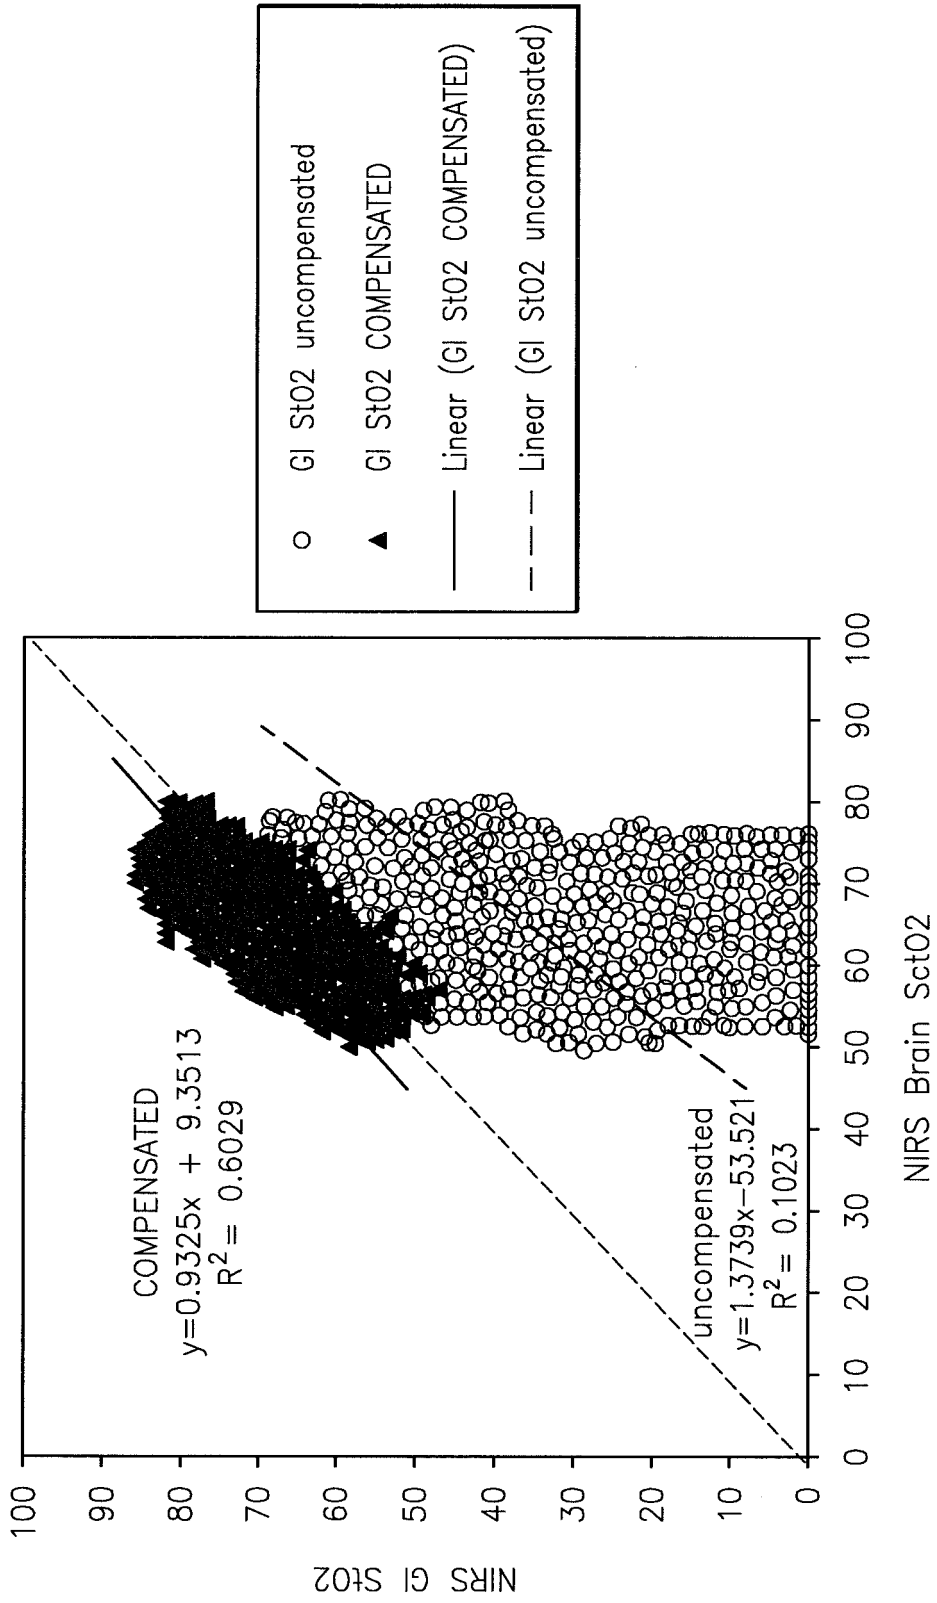 100
90
80
70
60
50
40
30
20
10
0
NIRS GI StO2
COMPENSATED
y=0.9325x + 9.3513
R2 = 0.6029
uncompensated
y=1.3739x−53.521
R2 = 0.1023
0 10 20 30 40 50 60 70 80 90 100
NIRS Brain SctO2
GI StO2 uncompensated
GI StO2 COMPENSATED
Linear (GI StO2 COMPENSATED)
Linear (GI StO2 uncompensated)